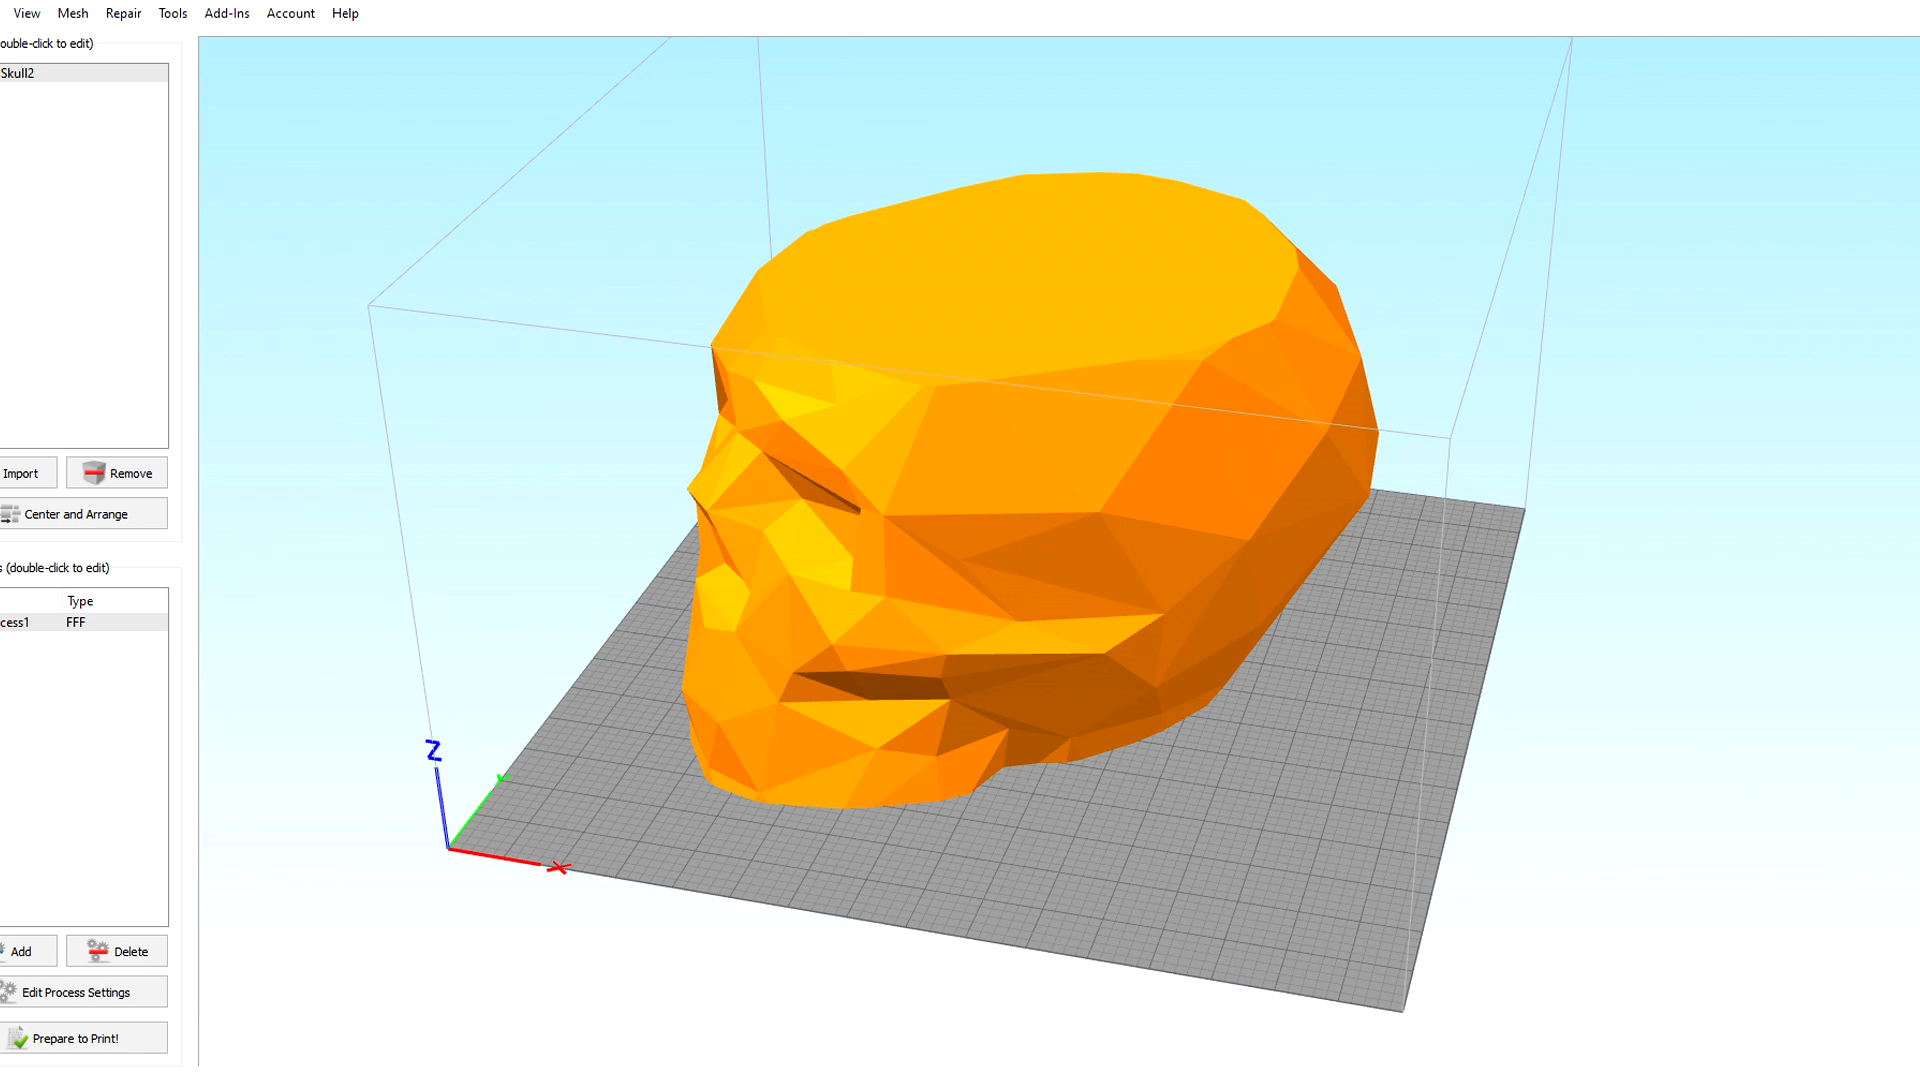 View Mesh Repair Tools Add-Ins Account Help
ouble-click to edit)
Skull2
Import Remove
Center and Arrange
s (double-click to edit)
Type
cess1 FFF
Add Delete
Edit Process Settings
Prepare to Print!
Z
Y
X